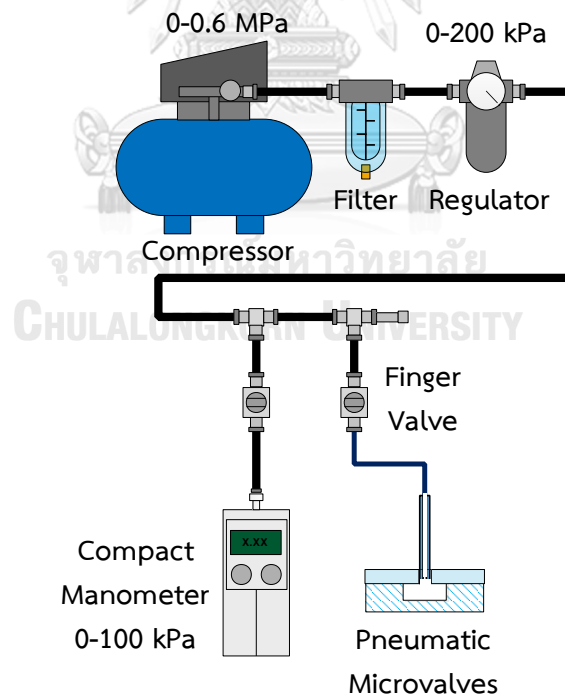 0-0.6 MPa
0-200 kPa
Filter
Regulator
Compressor
จุฬาลงกรณ์มหาวิทยาลัย
CHULALONGKORN UNIVERSITY
Finger
Valve
X.XX
Compact
Manometer
0-100 kPa
Pneumatic
Microvalves